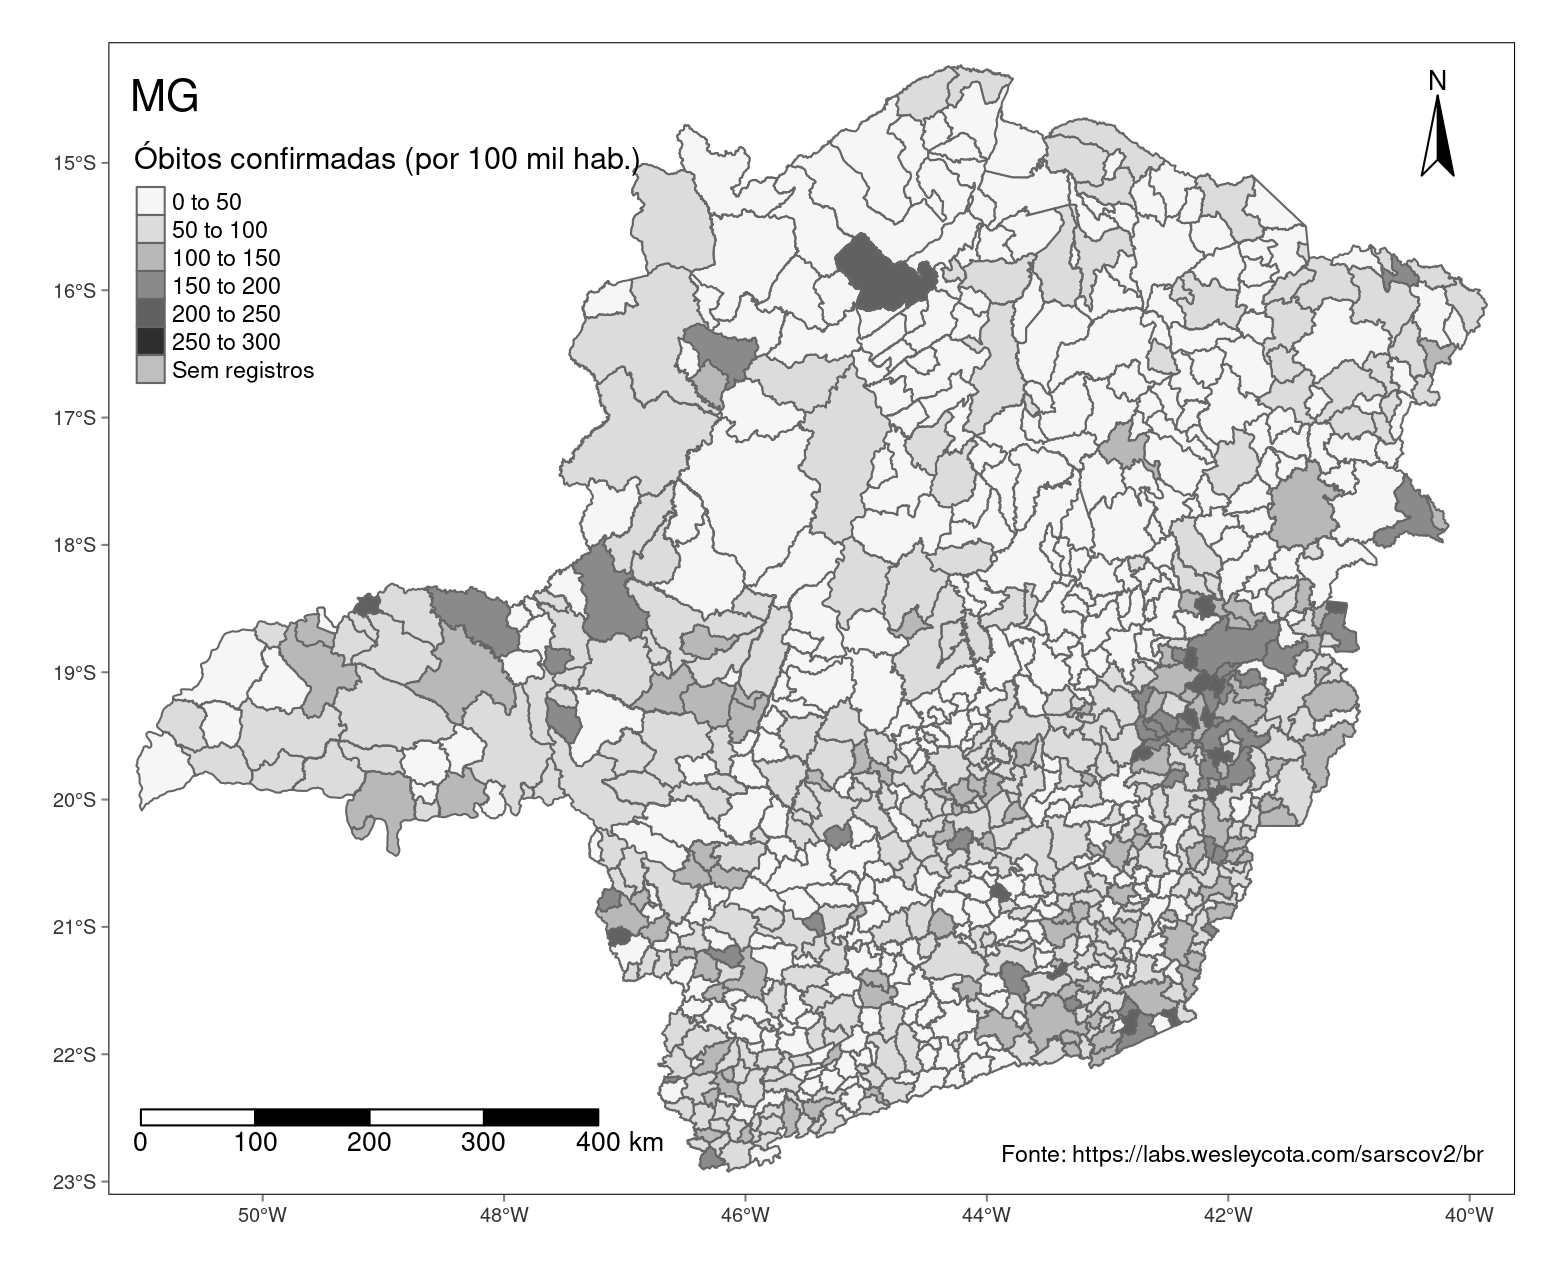 MG
N
Óbitos confirmadas (por 100 mil hab.)
0 to 50
50 to 100
100 to 150
150 to 200
200 to 250
250 to 300
Sem registros
15°S
16°S
17°S
18°S
19°S
20°S
21°S
22°S
23°S
0 100 200 300 400 km
Fonte: https://labs.wesleycota.com/sarscov2/br
50°W 48°W 46°W 44°W 42°W 40°W